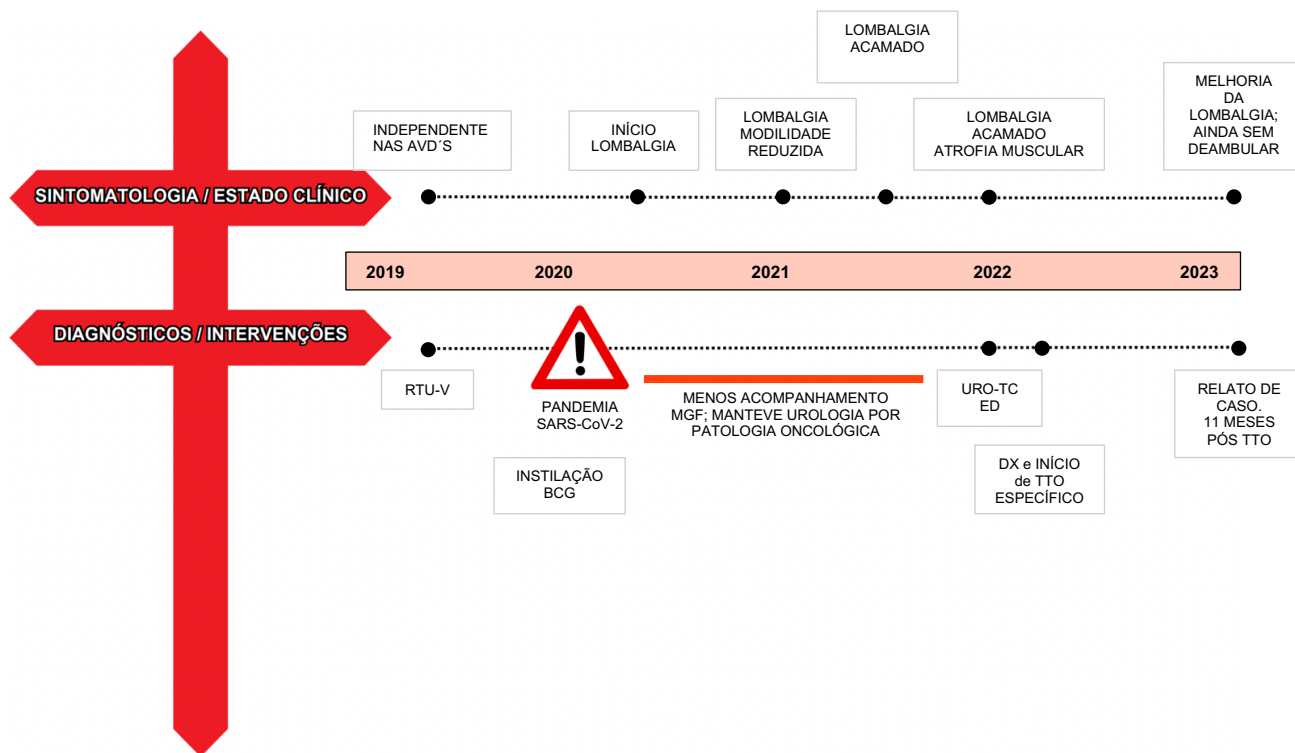 LOMBALGIA
ACAMADO
INDEPENDENTE
NAS AVD´S
INÍCIO
LOMBALGIA
LOMBALGIA
MODILIDADE
REDUZIDA
LOMBALGIA
ACAMADO
ATROFIA MUSCULAR
MELHORIA
DA
LOMBALGIA;
AINDA SEM
DEAMBULAR
SINTOMATOLOGIA / ESTADO CLÍNICO
2019
2020
2021
2022
2023
DIAGNÓSTICOS / INTERVENÇÕES
!
RTU-V
PANDEMIA
SARS-CoV-2
INSTILAÇÃO
BCG
MENOS ACOMPANHAMENTO
MGF; MANTEVE UROLOGIA POR
PATOLOGIA ONCOLÓGICA
URO-TC
ED
DX e INÍCIO
de TTO
ESPECÍFICO
RELATO DE
CASO.
11 MESES
PÓS TTO